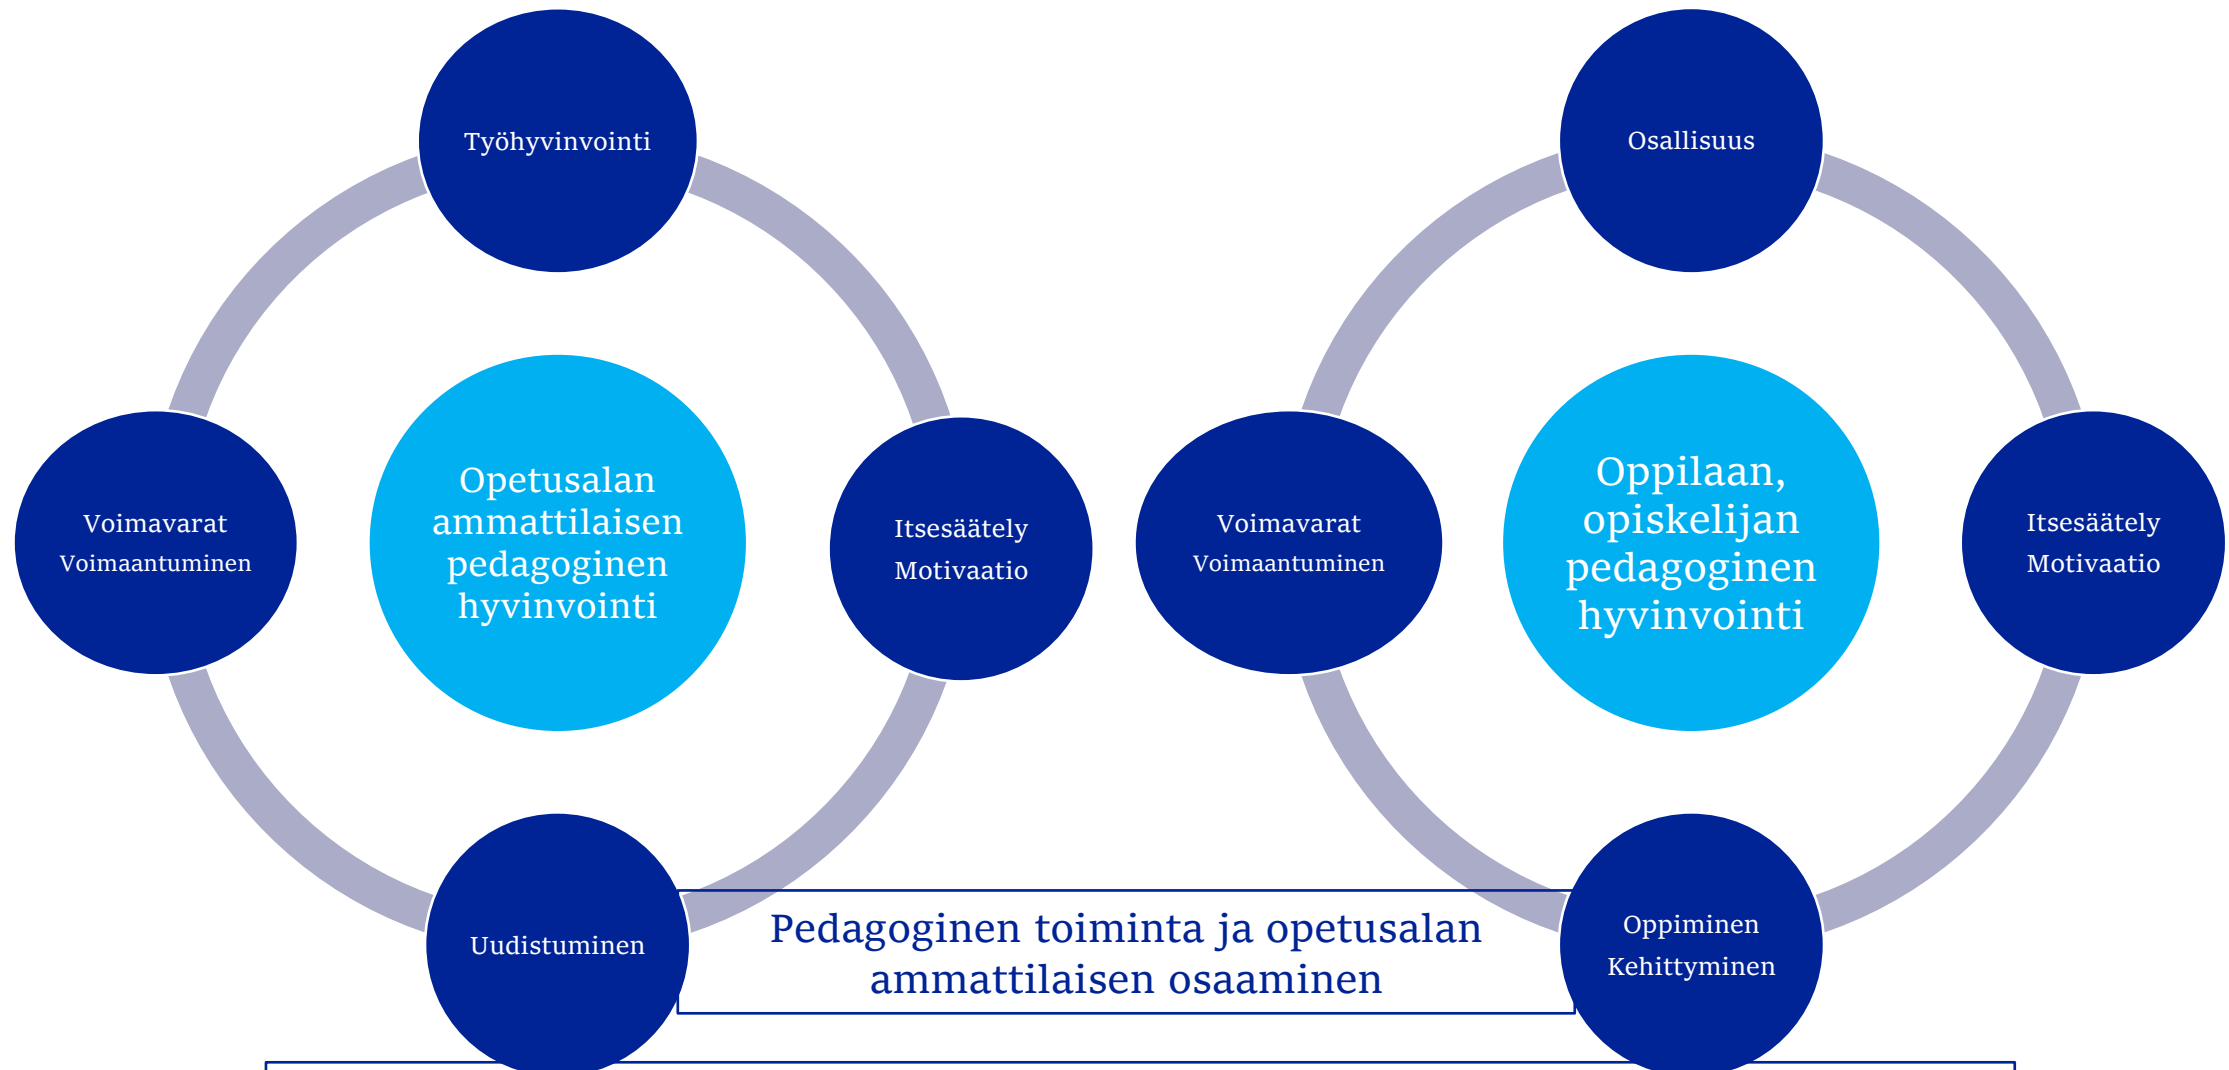 Työhyvinvointi
Voimavarat
Voimaantuminen
Opetusalan
ammattilaisen
pedagoginen
hyvinvointi
Itsesäätely
Motivaatio
Uudistuminen
Osallisuus
Voimavarat
Voimaantuminen
Oppilaan,
opiskelijan
pedagoginen
hyvinvointi
Itsesäätely
Motivaatio
Oppiminen
Kehittyminen
Pedagoginen toiminta ja opetusalan
ammattilaisen osaaminen